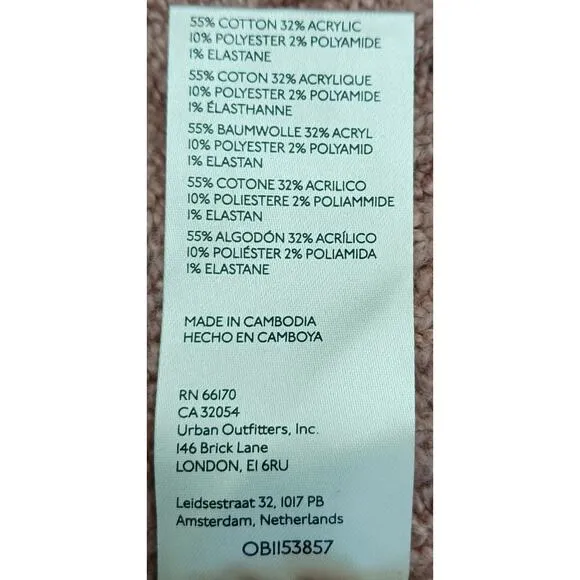 55% COTTON 32% ACRYLIC
10% POLYESTER 2% POLYAMIDE
1% ELASTANE
55% COTON 32% ACRYLIQUE
10% POLYESTER 2% POLYAMIDE
1% ÉLASTHANNE
55% BAUMWOLLE 32% ACRYL
10% POLYESTER 2% POLYAMID
1% ELASTAN
55% COTONE 32% ACRILICO
10% POLIESTERE 2% POLIAMMIDE
1% ELASTAN
55% ALGODÓN 32% ACRÍLICO
10% POLIÉSTER 2% POLIAMIDA
1% ELASTANE
MADE IN CAMBODIA
HECHO EN CAMBOYA
RN 66170
CA 32054
Urban Outfitters, Inc.
146 Brick Lane
LONDON, E1 6RU
Leidsestraat 32, 1017 PB
Amsterdam, Netherlands
OB1153857